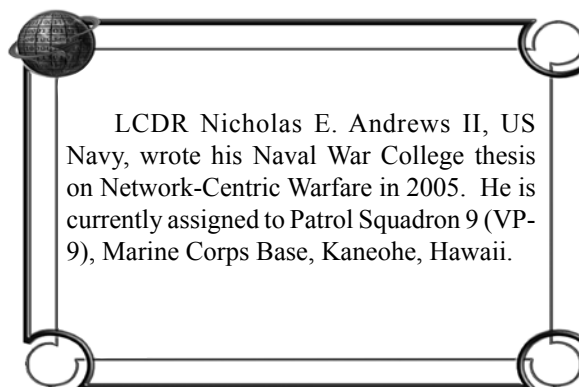 LCDR Nicholas E. Andrews II, US
Navy, wrote his Naval War College thesis
on Network-Centric Warfare in 2005.  He is
currently assigned to Patrol Squadron 9 (VP-
9), Marine Corps Base, Kaneohe, Hawaii.